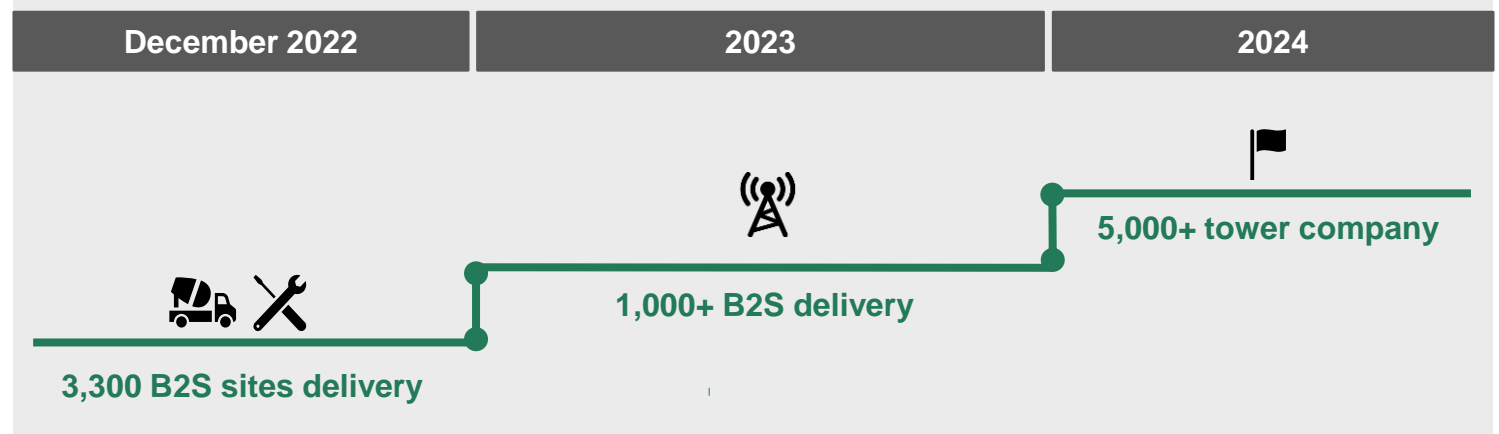 December 2022
2023
2024
5,000+ tower company
1,000+ B2S delivery
3,300 B2S sites delivery